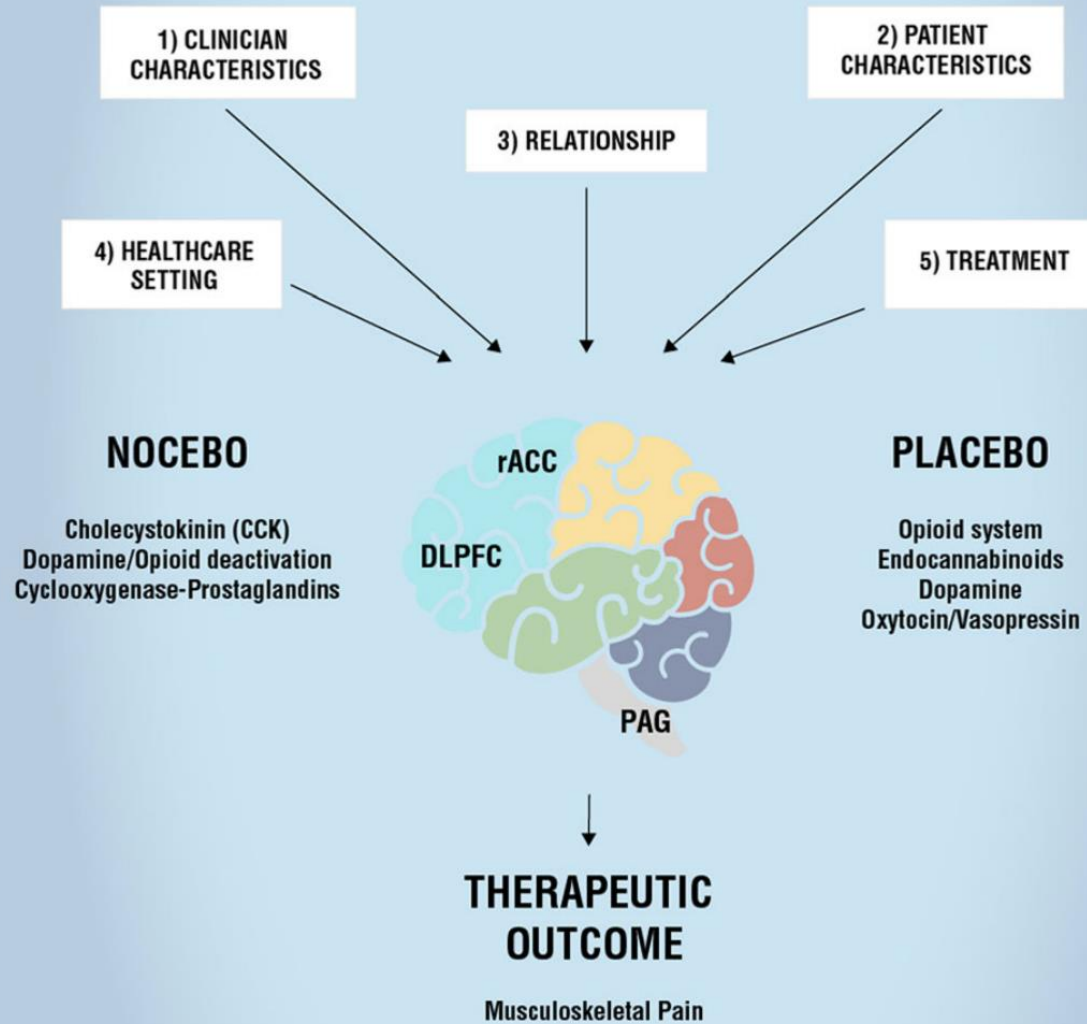 1) CLINICIAN
CHARACTERISTICS
2) PATIENT
CHARACTERISTICS
3) RELATIONSHIP
4) HEALTHCARE
SETTING
5) TREATMENT
NOCEBO
Cholecystokinin (CCK)
Dopamine/Opioid deactivation
Cyclooxygenase-Prostaglandins
rACC
DLPFC
PAG
PLACEBO
Opioid system
Endocannabinoids
Dopamine
Oxytocin/Vasopressin
THERAPEUTIC
OUTCOME
Musculoskeletal Pain